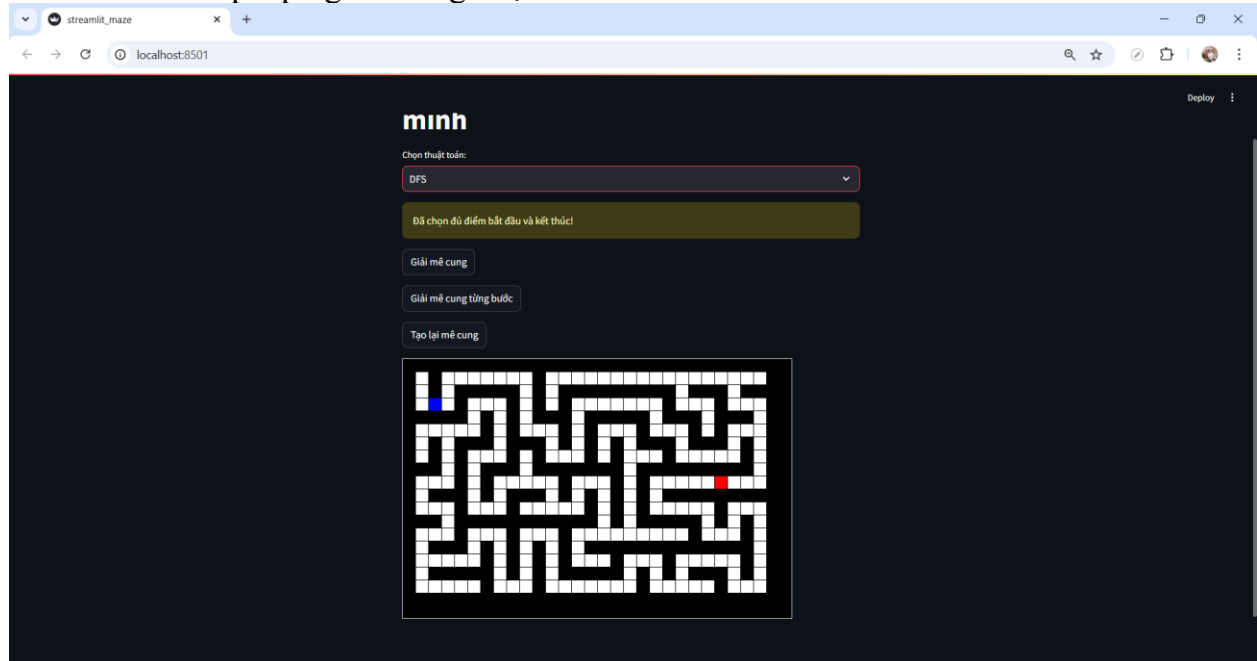 streamlit_maze
localhost:8501
Deploy
minh
Chọn thuật toán:
DFS
Đã chọn đủ điểm bắt đầu và kết thúc!
Giải mê cung
Giải mê cung từng bước
Tạo lại mê cung